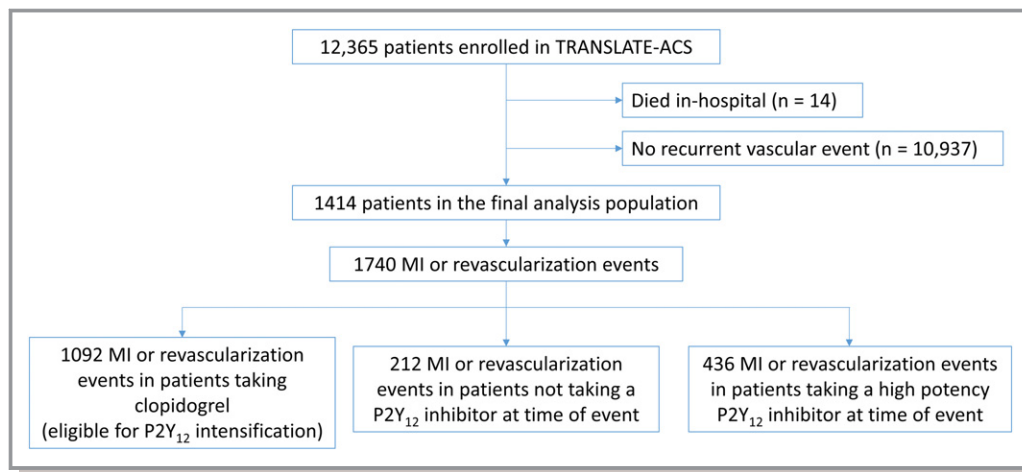 12,365 patients enrolled in TRANSLATE-ACS
Died in-hospital (n = 14)
No recurrent vascular event (n = 10,937)
1414 patients in the final analysis population
1740 MI or revascularization events
1092 MI or revascularization
events in patients taking
clopidogrel
(eligible for P2Y₁₂ intensification)
212 MI or revascularization
events in patients not taking a
P2Y₁₂ inhibitor at time of event
436 MI or revascularization events
in patients taking a high potency
P2Y₁₂ inhibitor at time of event